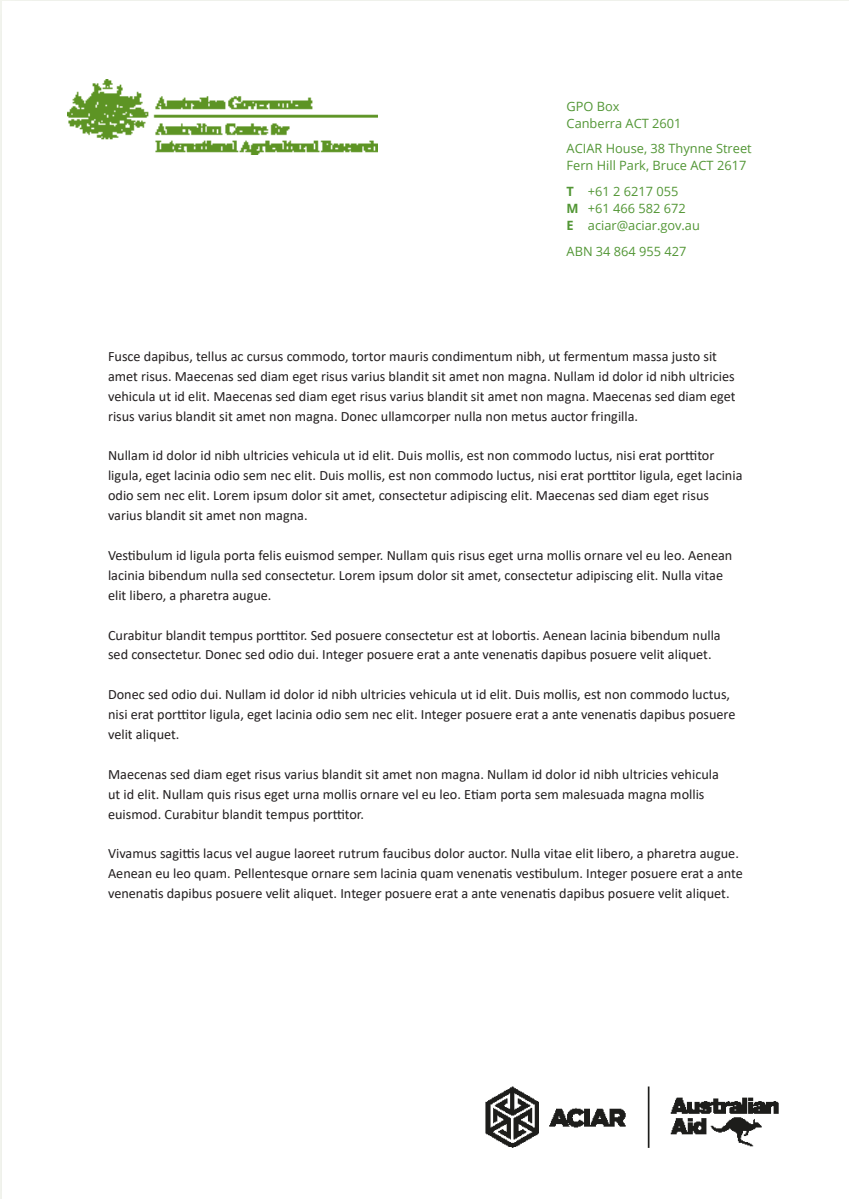 Australian Government
Australian Centre for
International Agricultural Research
GPO Box
Canberra ACT 2601
ACIAR House, 38 Thynne Street
Fern Hill Park, Bruce ACT 2617
T +61 2 6217 055
M +61 466 582 672
E aciar@aciar.gov.au
ABN 34 864 955 427
Fusce dapibus, tellus ac cursus commodo, tortor mauris condimentum nibh, ut fermentum massa justo sit
amet risus. Maecenas sed diam eget risus varius blandit sit amet non magna. Nullam id dolor id nibh ultricies
vehicula ut id elit. Maecenas sed diam eget risus varius blandit sit amet non magna. Maecenas sed diam eget
risus varius blandit sit amet non magna. Donec ullamcorper nulla non metus auctor fringilla.
Nullam id dolor id nibh ultricies vehicula ut id elit. Duis mollis, est non commodo luctus, nisi erat porttitor
ligula, eget lacinia odio sem nec elit. Duis mollis, est non commodo luctus, nisi erat porttitor ligula, eget lacinia
odio sem nec elit. Lorem ipsum dolor sit amet, consectetur adipiscing elit. Maecenas sed diam eget risus
varius blandit sit amet non magna.
Vestibulum id ligula porta felis euismod semper. Nullam quis risus eget urna mollis ornare vel eu leo. Aenean
lacinia bibendum nulla sed consectetur. Lorem ipsum dolor sit amet, consectetur adipiscing elit. Nulla vitae
elit libero, a pharetra augue.
Curabitur blandit tempus porttitor. Sed posuere consectetur est at lobortis. Aenean lacinia bibendum nulla
sed consectetur. Donec sed odio dui. Integer posuere erat a ante venenatis dapibus posuere velit aliquet.
Donec sed odio dui. Nullam id dolor id nibh ultricies vehicula ut id elit. Duis mollis, est non commodo luctus,
nisi erat porttitor ligula, eget lacinia odio sem nec elit. Integer posuere erat a ante venenatis dapibus posuere
velit aliquet.
Maecenas sed diam eget risus varius blandit sit amet non magna. Nullam id dolor id nibh ultricies vehicula
ut id elit. Nullam quis risus eget urna mollis ornare vel eu leo. Etiam porta sem malesuada magna mollis
euismod. Curabitur blandit tempus porttitor.
Vivamus sagittis lacus vel augue laoreet rutrum faucibus dolor auctor. Nulla vitae elit libero, a pharetra augue.
Aenean eu leo quam. Pellentesque ornare sem lacinia quam venenatis vestibulum. Integer posuere erat a ante
venenatis dapibus posuere velit aliquet. Integer posuere erat a ante venenatis dapibus posuere velit aliquet.
ACIAR
Australian
Aid